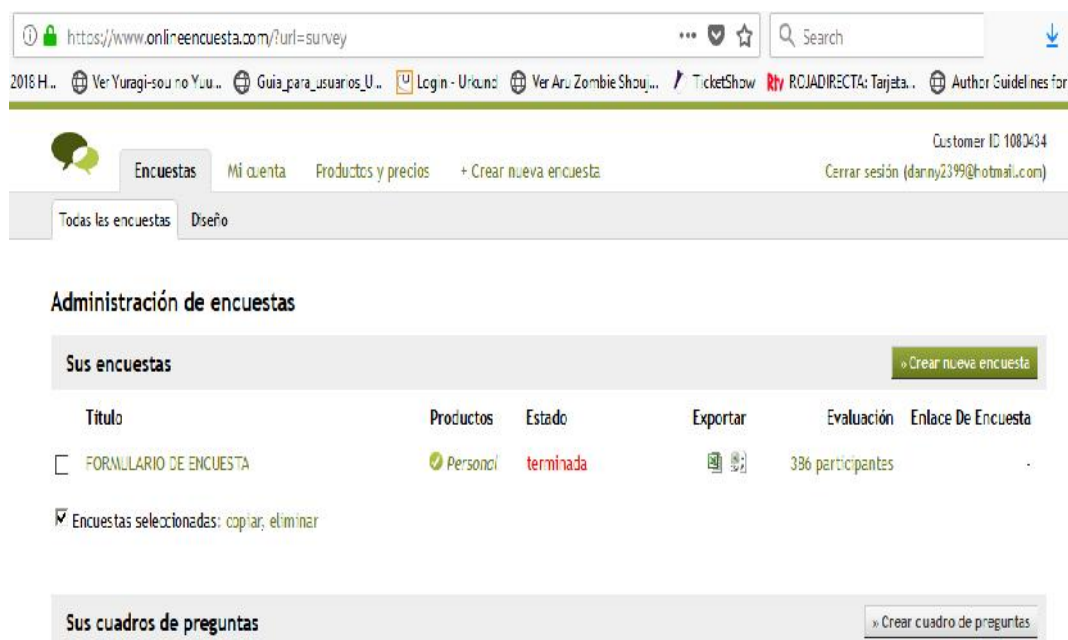 https://www.onlineencuesta.com/?url=survey
Search
2018 H... Ver Yuragi-sou no Yuu... Guia_para_usuarios_U... Login - Urkund Ver Aru Zombie Shouj... TicketShow Rtv ROJADIRECTA: Tarjeta... Author Guidelines for
Customer ID 1080434
Encuestas Mi cuenta Productos y precios + Crear nueva encuesta Cerrar sesión (danny2399@hotmail.com)
Todas las encuestas Diseño
Administración de encuestas
Sus encuestas » Crear nueva encuesta
Título Productos Estado Exportar Evaluación Enlace De Encuesta
FORMULARIO DE ENCUESTA Personal terminada 386 participantes -
Encuestas seleccionadas: copiar, eliminar
Sus cuadros de preguntas » Crear cuadro de preguntas